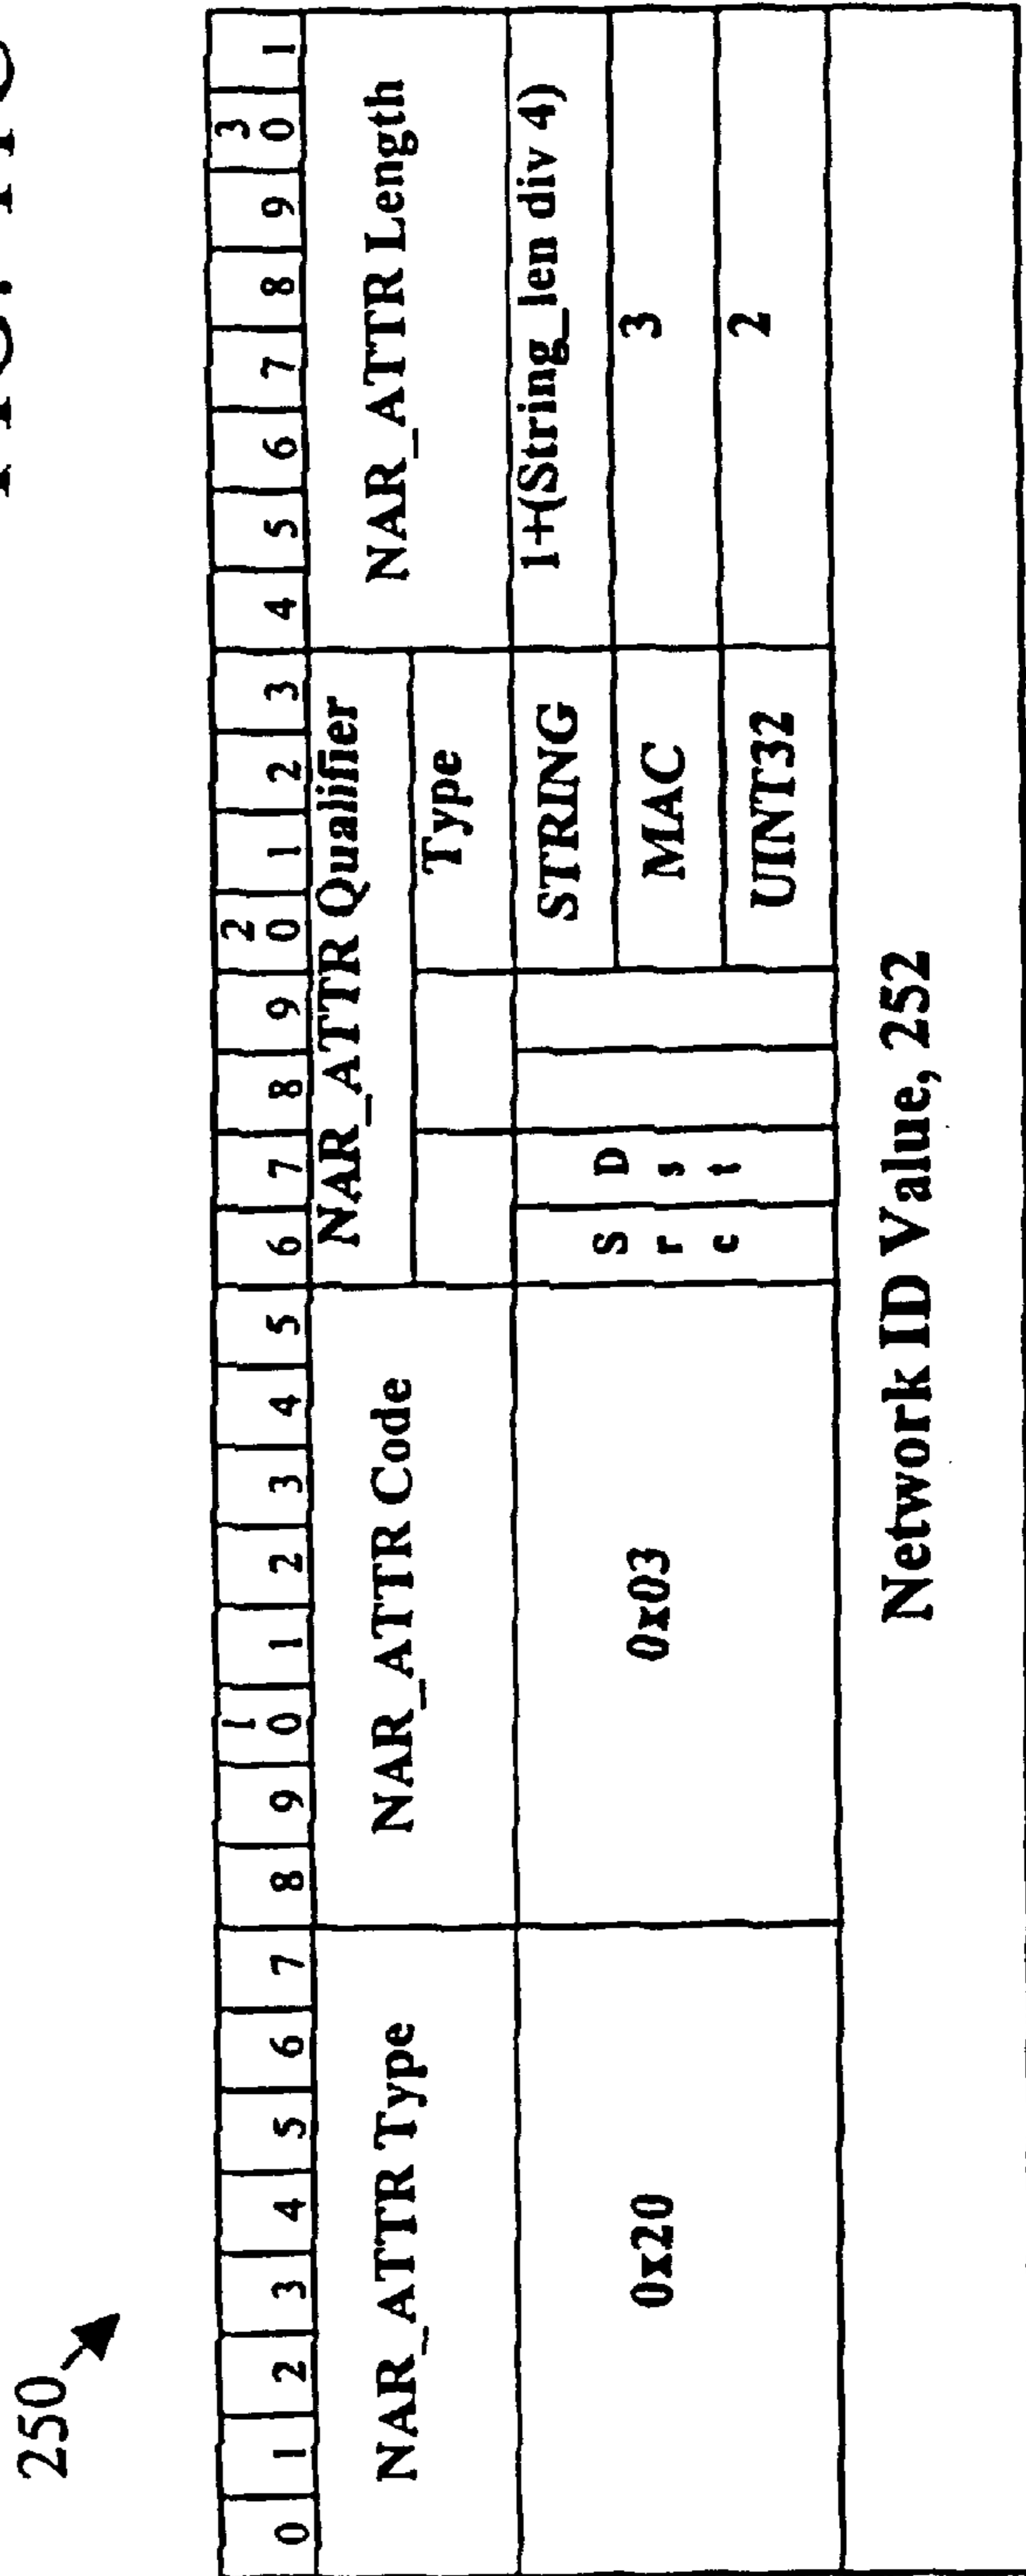 250
1 2 3
0 1 2 3 4 5 6 7 8 9 0 1 2 3 4 5 6 7 8 9 0 1 2 3 4 5 6 7 8 9 0 1
NAR_ATTR Type NAR_ATTR Code NAR_ATTR Qualifier NAR_ATTR Length
Type
0x20 0x03 Src Dst STRING 1+(String_len div 4)
MAC 3
UINT32 2
Network ID Value, 252